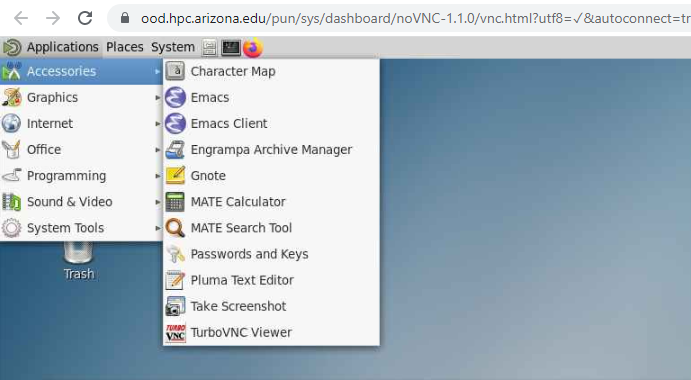 ood.hpc.arizona.edu/pun/sys/dashboard/noVNC-1.1.0/vnc.html?utf8=✓&autoconnect=tr
Applications Places System
Accessories
Graphics
Internet
Office
Programming
Sound & Video
System Tools
Character Map
Emacs
Emacs Client
Engrampa Archive Manager
Gnote
MATE Calculator
MATE Search Tool
Passwords and Keys
Pluma Text Editor
Take Screenshot
TURBO VNC TurboVNC Viewer
Trash